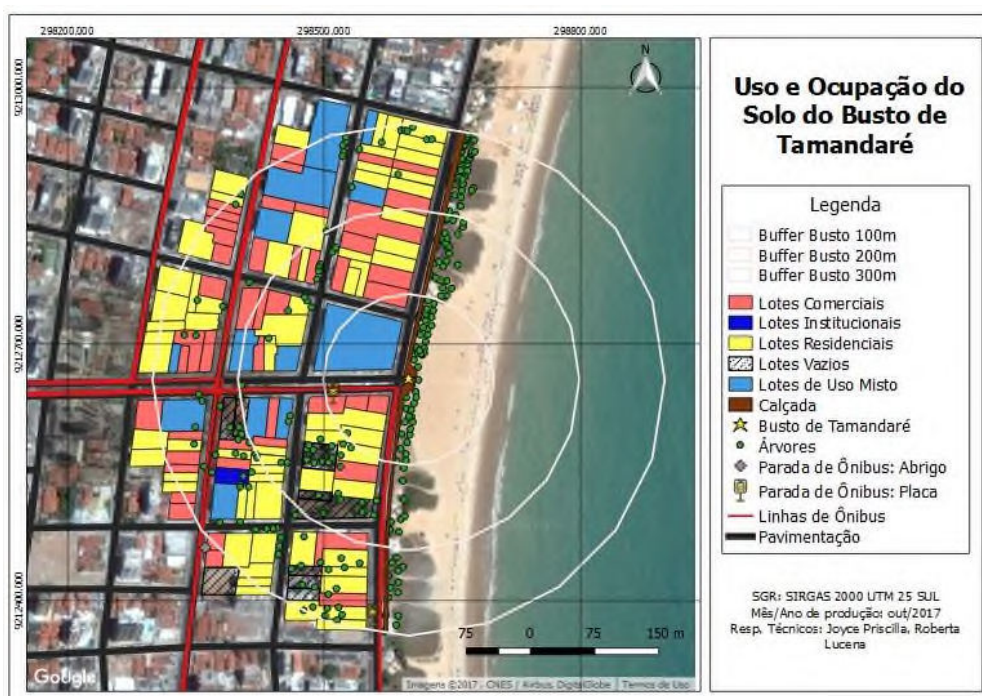 298200.000
298500.000
298800.000
9213000.000
9212700.000
9212400.000
N
75 0 75 150 m
Google
Imagens ©2017 , CNES / Airbus, DigitalGlobe
Termos de Uso
Uso e Ocupação do
Solo do Busto de
Tamandaré
Legenda
Buffer Busto 100m
Buffer Busto 200m
Buffer Busto 300m
Lotes Comerciais
Lotes Institucionais
Lotes Residenciais
Lotes Vazios
Lotes de Uso Misto
Calçada
Busto de Tamandaré
Árvores
Parada de Ônibus: Abrigo
Parada de Ônibus: Placa
Linhas de Ônibus
Pavimentação
SGR: SIRGAS 2000 UTM 25 SUL
Mês/Ano de produção: out/2017
Resp. Técnicos: Joyce Priscilla, Roberta
Lucena